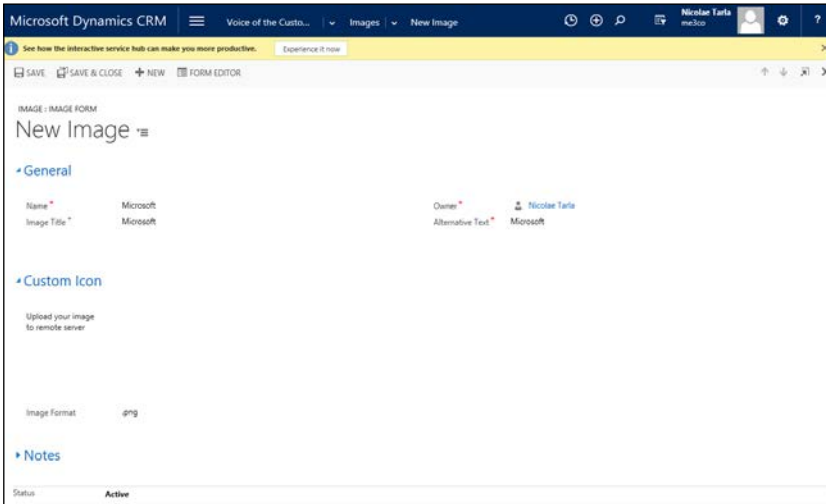 Microsoft Dynamics CRM Voice of the Custo... Images New Image Nicolae Tarla
me3co
?
See how the interactive service hub can make you more productive. Experience it now
SAVE SAVE & CLOSE + NEW FORM EDITOR
IMAGE : IMAGE FORM
New Image
General
Name * Microsoft Owner * Nicolae Tarla
Image Title * Microsoft Alternative Text * Microsoft
Custom Icon
Upload your image
to remote server
Image Format .png
Notes
Status Active